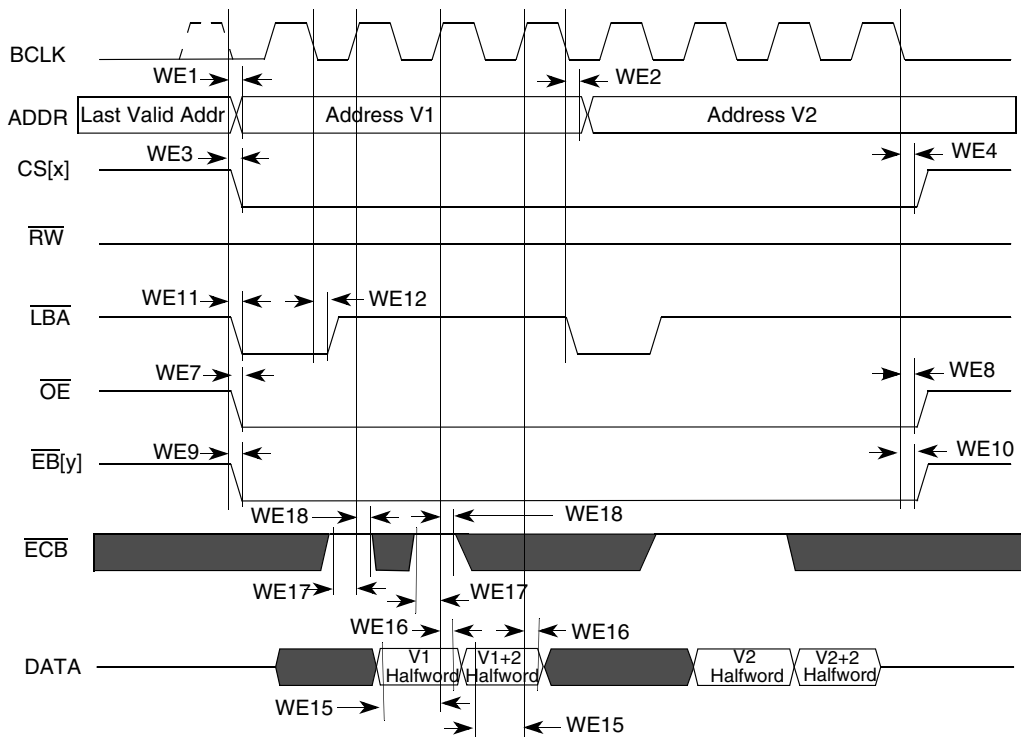 BCLK
WE1
WE2
ADDR
Last Valid Addr
Address V1
Address V2
WE3
WE4
CS[x]
RW
WE11
WE12
LBA
WE7
WE8
OE
WE9
WE10
EB[y]
WE18
WE18
ECB
WE17
WE17
WE16
WE16
DATA
V1
Halfword
V1+2
Halfword
V2
Halfword
V2+2
Halfword
WE15
WE15